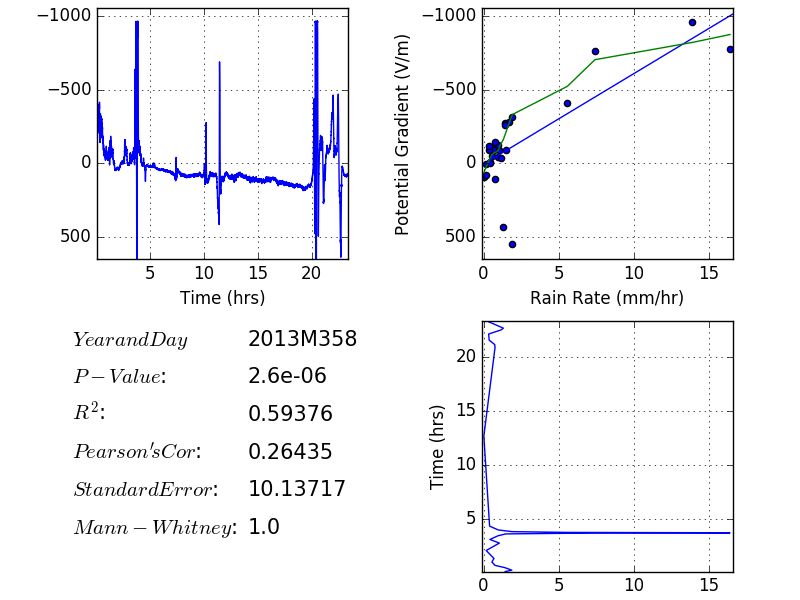 −1000
−500
0
500
5
10
15
20
Time (hrs)
−1000
−500
0
500
0
5
10
15
Potential Gradient (V/m)
Rain Rate (mm/hr)
YearandDay 2013M358
P − Value: 2.6e-06
R²: 0.59376
Pearson'sCor: 0.26435
StandardError: 10.13717
Mann − Whitney: 1.0
20
15
10
5
Time (hrs)
0
5
10
15